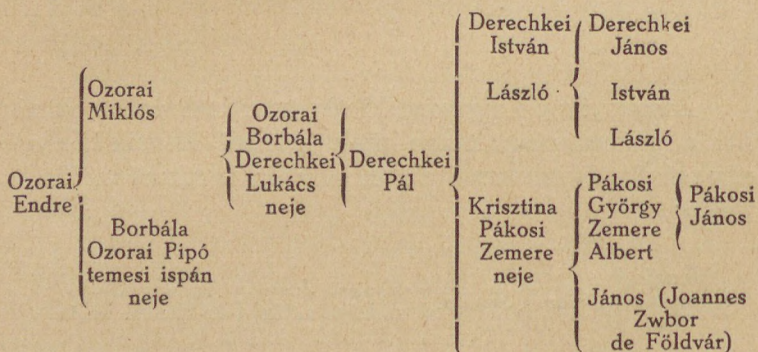 Ozorai
Endre
Ozorai
Miklós
Borbála
Ozorai Pipó
temesi ispán
neje
Ozorai
Borbála
Derechkei
Lukács
neje
Derechkei
Pál
Derechkei
István
László
Krisztina
Pákosi
Zemere
neje
Derechkei
János
István
László
Pákosi
György
Zemere
Albert
János (Joannes
Zwbor
de Földvár)
Pákosi
János